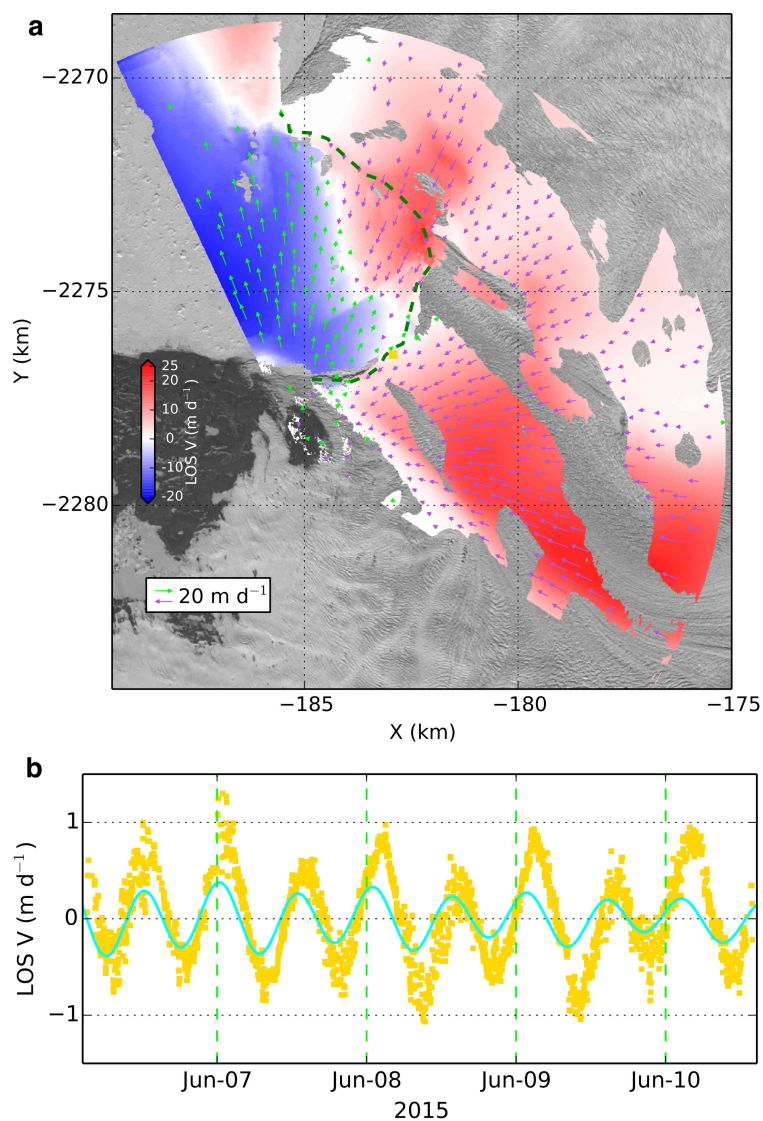 a
−2270
−2275
−2280
Y (km)
25
20
10
0
-10
-20
LOS V (m d⁻¹)
20 m d⁻¹
−185
−180
−175
X (km)
b
1
0
−1
LOS V (m d⁻¹)
Jun-07
Jun-08
Jun-09
Jun-10
2015